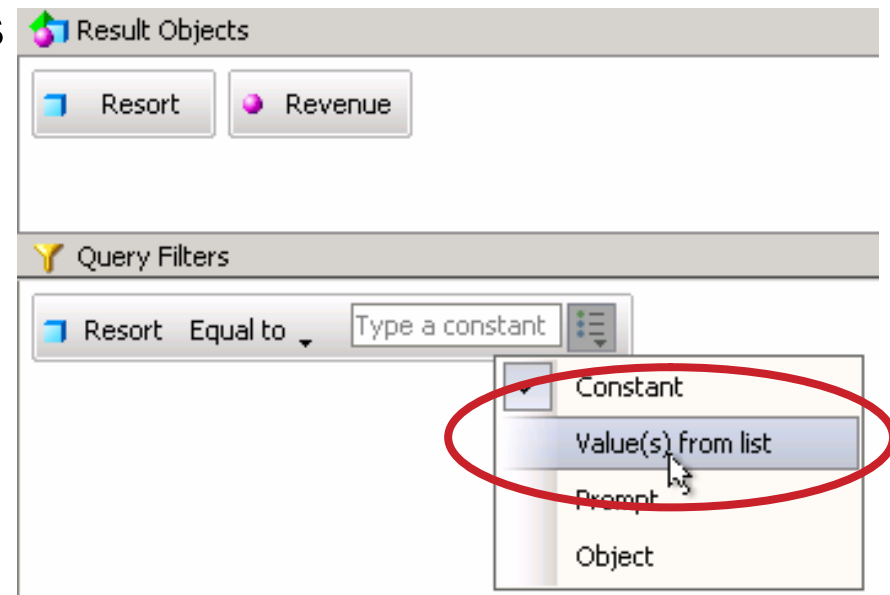 s
Result Objects
Resort Revenue
Query Filters
Resort Equal to Type a constant
Constant
Value(s) from list
Prompt
Object